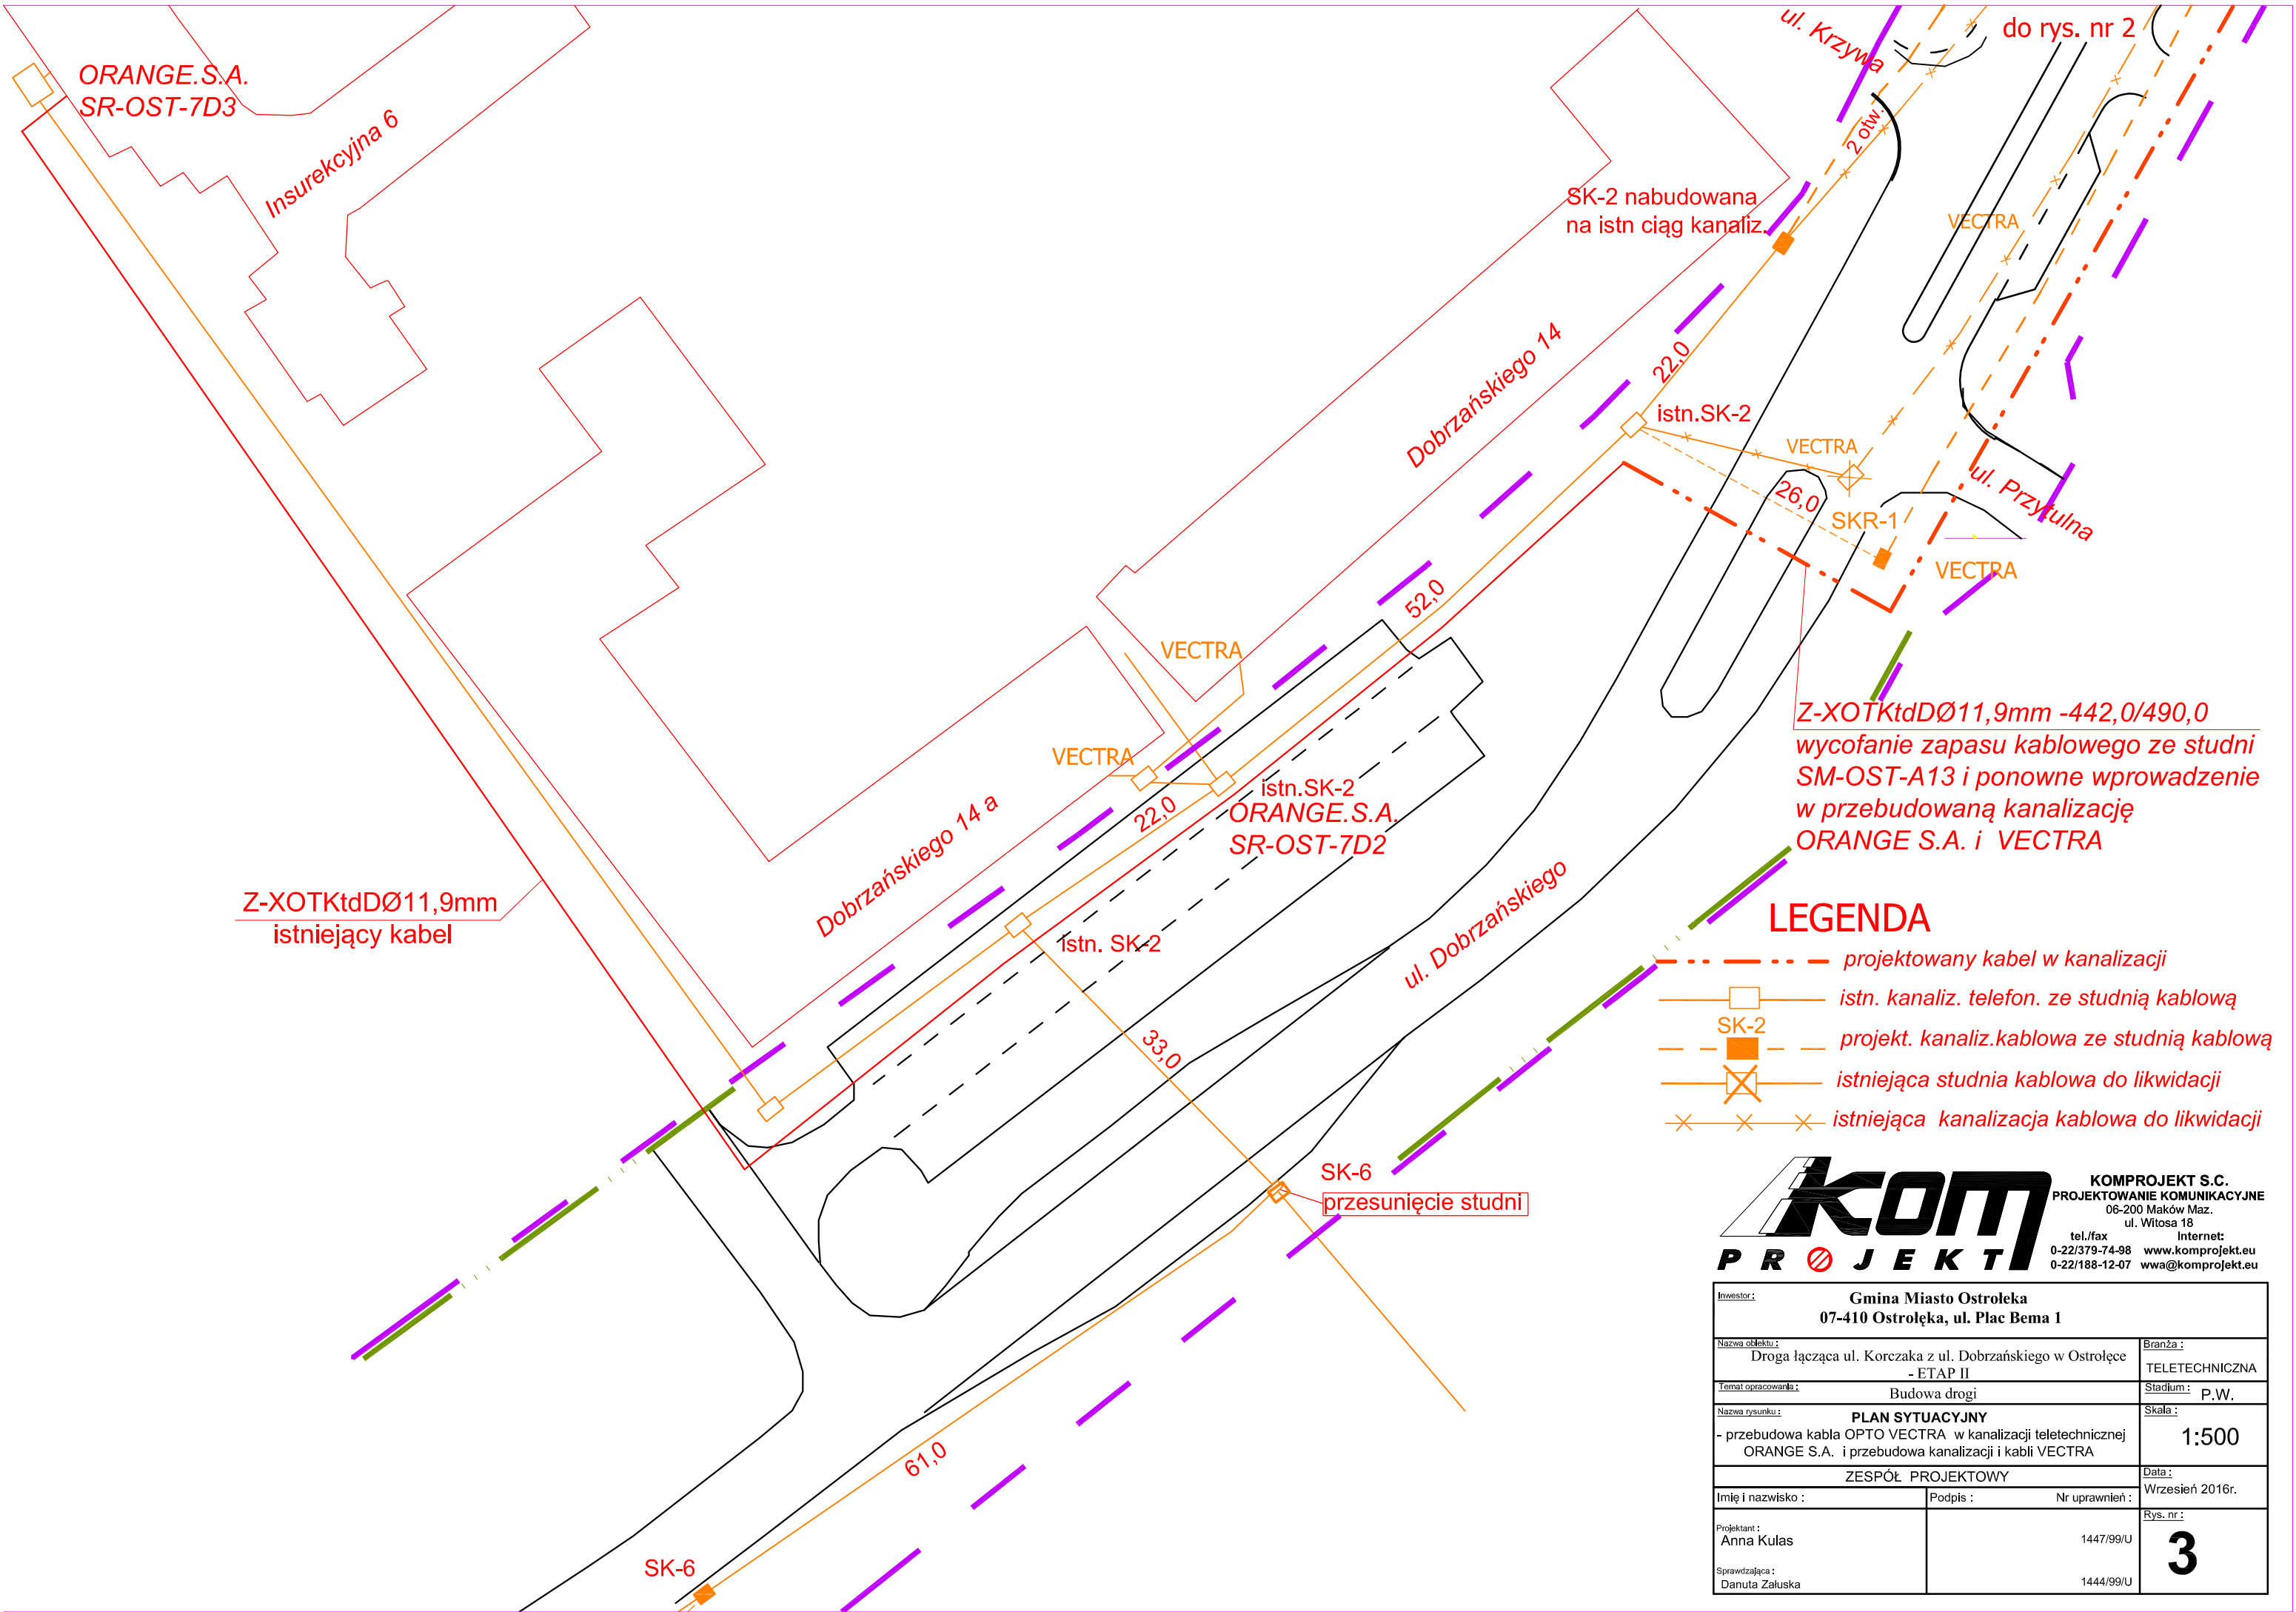 ORANGE.S.A.
SR-OST-7D3
Insurekcyjna 6
ul. Krzywa
do rys. nr 2
2 otw.
SK-2 nabudowana
na istn ciąg kanaliz.
VECTRA
Dobrzańskiego 14
22,0
istn.SK-2
VECTRA
26,0
SKR-1
ul. Przytulna
VECTRA
52,0
VECTRA
VECTRA
22,0
istn.SK-2
ORANGE.S.A.
SR-OST-7D2
Dobrzańskiego 14 a
istn. SK-2
ul. Dobrzańskiego
Z-XOTKtdDØ11,9mm
istniejący kabel
Z-XOTKtdDØ11,9mm -442,0/490,0
wycofanie zapasu kablowego ze studni
SM-OST-A13 i ponowne wprowadzenie
w przebudowaną kanalizację
ORANGE S.A. i VECTRA
33,0
SK-6
przesunięcie studni
61,0
SK-6
LEGENDA
projektowany kabel w kanalizacji
istn. kanaliz. telefon. ze studnią kablową
SK-2
projekt. kanaliz.kablowa ze studnią kablową
istniejąca studnia kablowa do likwidacji
istniejąca kanalizacja kablowa do likwidacji
kom
PROJEKT
KOMPROJEKT S.C.
PROJEKTOWANIE KOMUNIKACYJNE
06-200 Maków Maz.
ul. Witosa 18
tel./fax Internet:
0-22/379-74-98 www.komprojekt.eu
0-22/188-12-07 wwa@komprojekt.eu
Inwestor :
Gmina Miasto Ostrołeka
07-410 Ostrołęka, ul. Plac Bema 1
Nazwa obiektu :
Droga łącząca ul. Korczaka z ul. Dobrzańskiego w Ostrołęce
- ETAP II
Branża :
TELETECHNICZNA
Temat opracowania :
Budowa drogi
Stadium : P.W.
Nazwa rysunku :
PLAN SYTUACYJNY
- przebudowa kabla OPTO VECTRA w kanalizacji teletechnicznej
ORANGE S.A. i przebudowa kanalizacji i kabli VECTRA
Skala :
1:500
ZESPÓŁ PROJEKTOWY
Data :
Wrzesień 2016r.
Imię i nazwisko : Podpis : Nr uprawnień :
Projektant :
Anna Kulas 1447/99/U
Sprawdzająca :
Danuta Załuska 1444/99/U
Rys. nr :
3